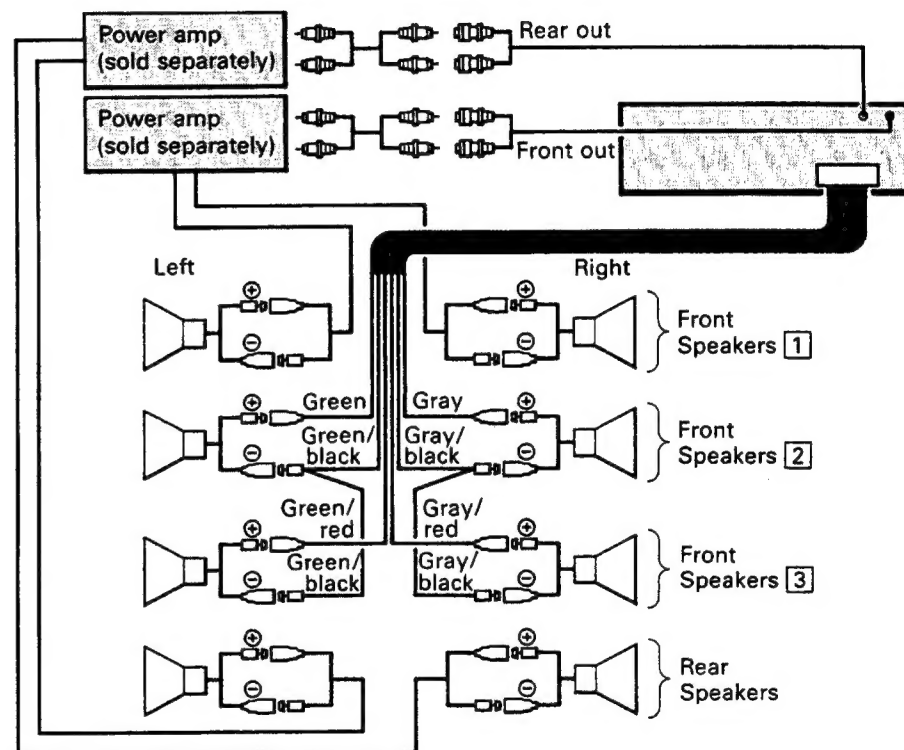 Power amp
(sold separately)
Rear out
Power amp
(sold separately)
Front out
Left
Right
⊕
⊖
⊕
⊖
Front
Speakers 1
⊕
Green
Green/
black
⊖
Gray
Gray/
black
⊕
⊖
Front
Speakers 2
⊕
Green/
red
Green/
black
⊖
Gray/
red
Gray/
black
⊕
⊖
Front
Speakers 3
⊕
⊖
⊕
⊖
Rear
Speakers